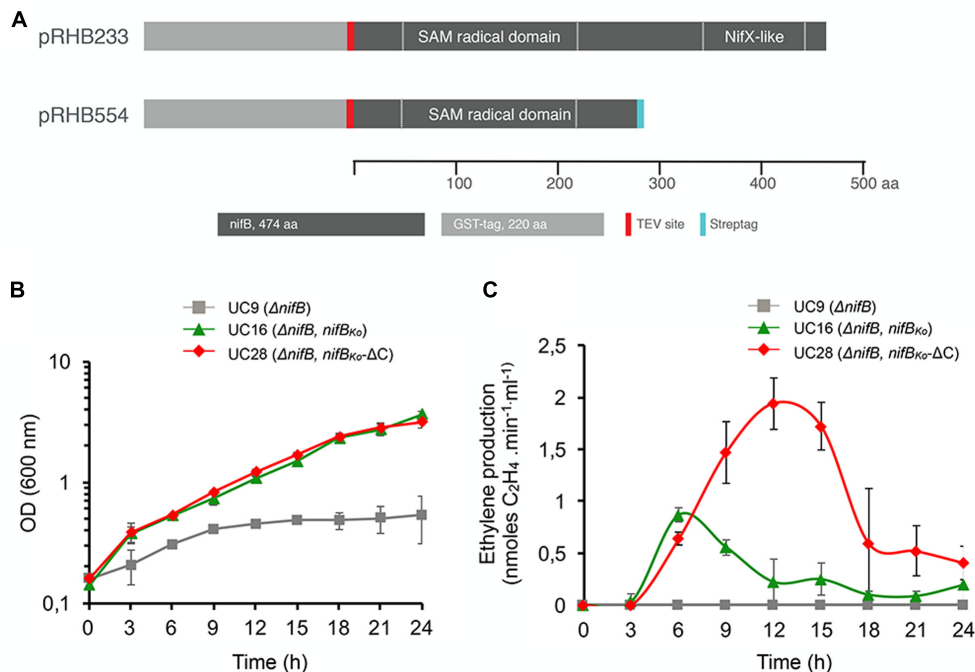 A
pRHB233
SAM radical domain
NifX-like
pRHB554
SAM radical domain
100 200 300 400 500 aa
nifB, 474 aa
GST-tag, 220 aa
TEV site
Streptag
B
UC9 (ΔnifB)
UC16 (ΔnifB, nifBKo)
UC28 (ΔnifB, nifBKo-ΔC)
10
1
0,1
OD (600 nm)
0 3 6 9 12 15 18 21 24
Time (h)
C
UC9 (ΔnifB)
UC16 (ΔnifB, nifBKo)
UC28 (ΔnifB, nifBKo-ΔC)
2,5
2
1,5
1
0,5
0
Ethylene production
(nmoles C₂H₄ .min⁻¹·ml⁻¹)
0 3 6 9 12 15 18 21 24
Time (h)